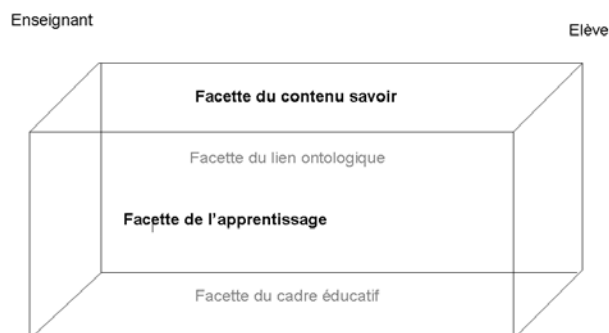 Enseignant
Elève
Facette du contenu savoir
Facette du lien ontologique
Facette de l'apprentissage
Facette du cadre éducatif